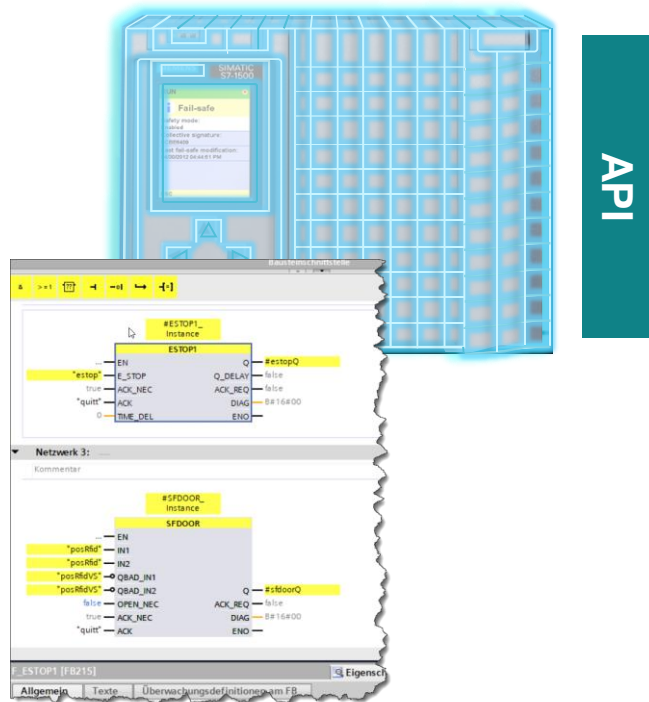 SIMATIC
S7-1500
Fail-safe
safety mode:
API
Bausteinschnittstelle
& >=1 [??] -o| [=]
#ESTOP1_
Instance
ESTOP1
... EN Q #estopQ
"estop" E_STOP Q_DELAY false
true ACK_NEC ACK_REQ false
"quitt" ACK DIAG B#16#00
0 TIME_DEL ENO
Netzwerk 3: ....
Kommentar
#SFDOOR_
Instance
SFDOOR
... EN
"posRfid" IN1
"posRfid" IN2
"posRfidVS" QBAD_IN1
"posRfidVS" QBAD_IN2 Q #sfdoorQ
false OPEN_NEC ACK_REQ false
true ACK_NEC DIAG B#16#00
"quitt" ACK ENO
F_ESTOP1 [FB215] Eigensch
Allgemein Texte Überwachungsdefinitionen am FB